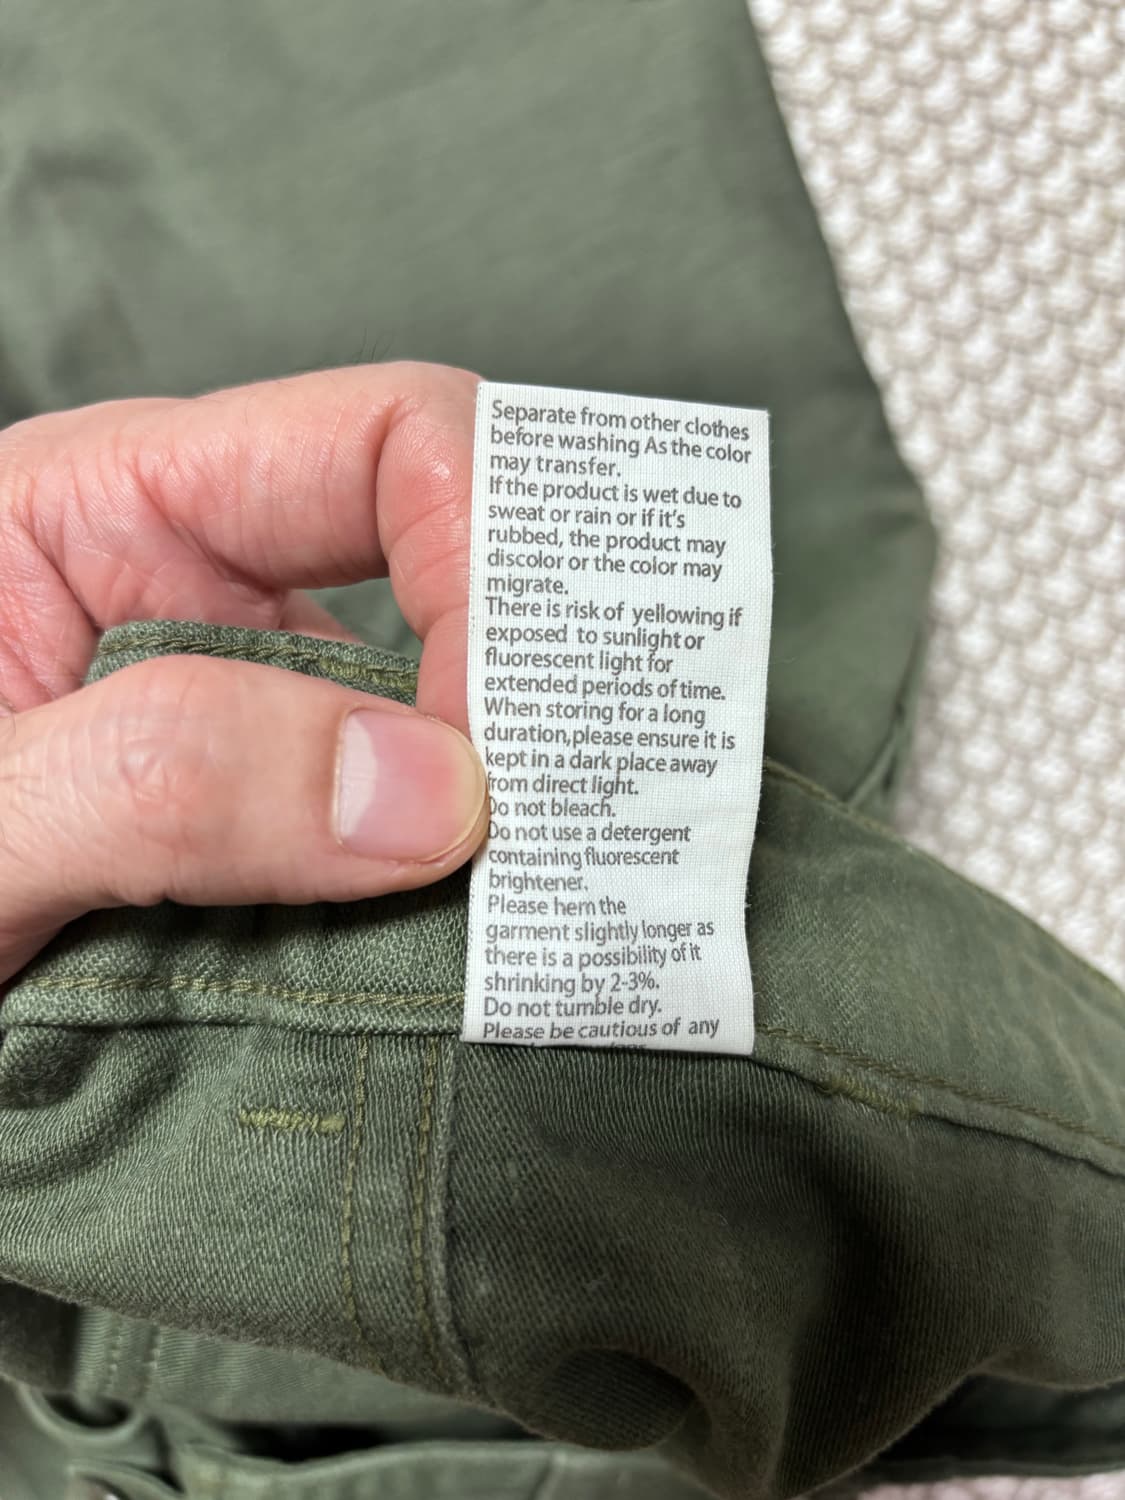 Separate from other clothes
before washing As the color
may transfer.
If the product is wet due to
sweat or rain or if it's
rubbed, the product may
discolor or the color may
migrate.
There is risk of yellowing if
exposed to sunlight or
fluorescent light for
extended periods of time.
When storing for a long
duration,please ensure it is
kept in a dark place away
from direct light.
Do not bleach.
Do not use a detergent
containing fluorescent
brightener.
Please hem the
garment slightly longer as
there is a possibility of it
shrinking by 2-3%.
Do not tumble dry.
Please be cautious of any